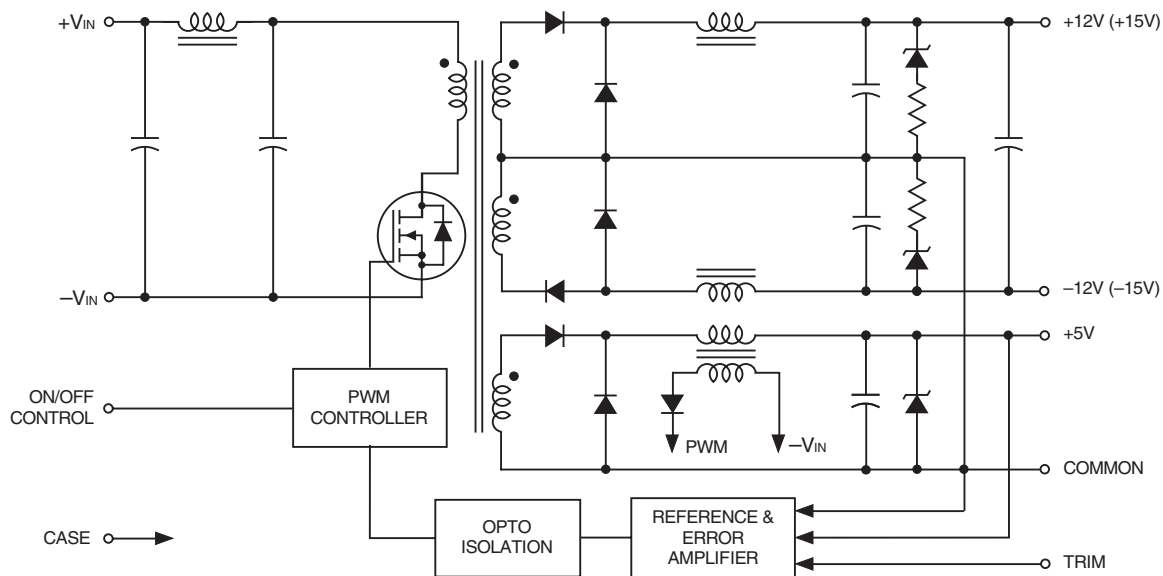 +VIN
+12V (+15V)
–12V (–15V)
–VIN
+5V
ON/OFF
CONTROL
PWM
CONTROLLER
PWM
–VIN
COMMON
CASE
OPTO
ISOLATION
REFERENCE &
ERROR
AMPLIFIER
TRIM